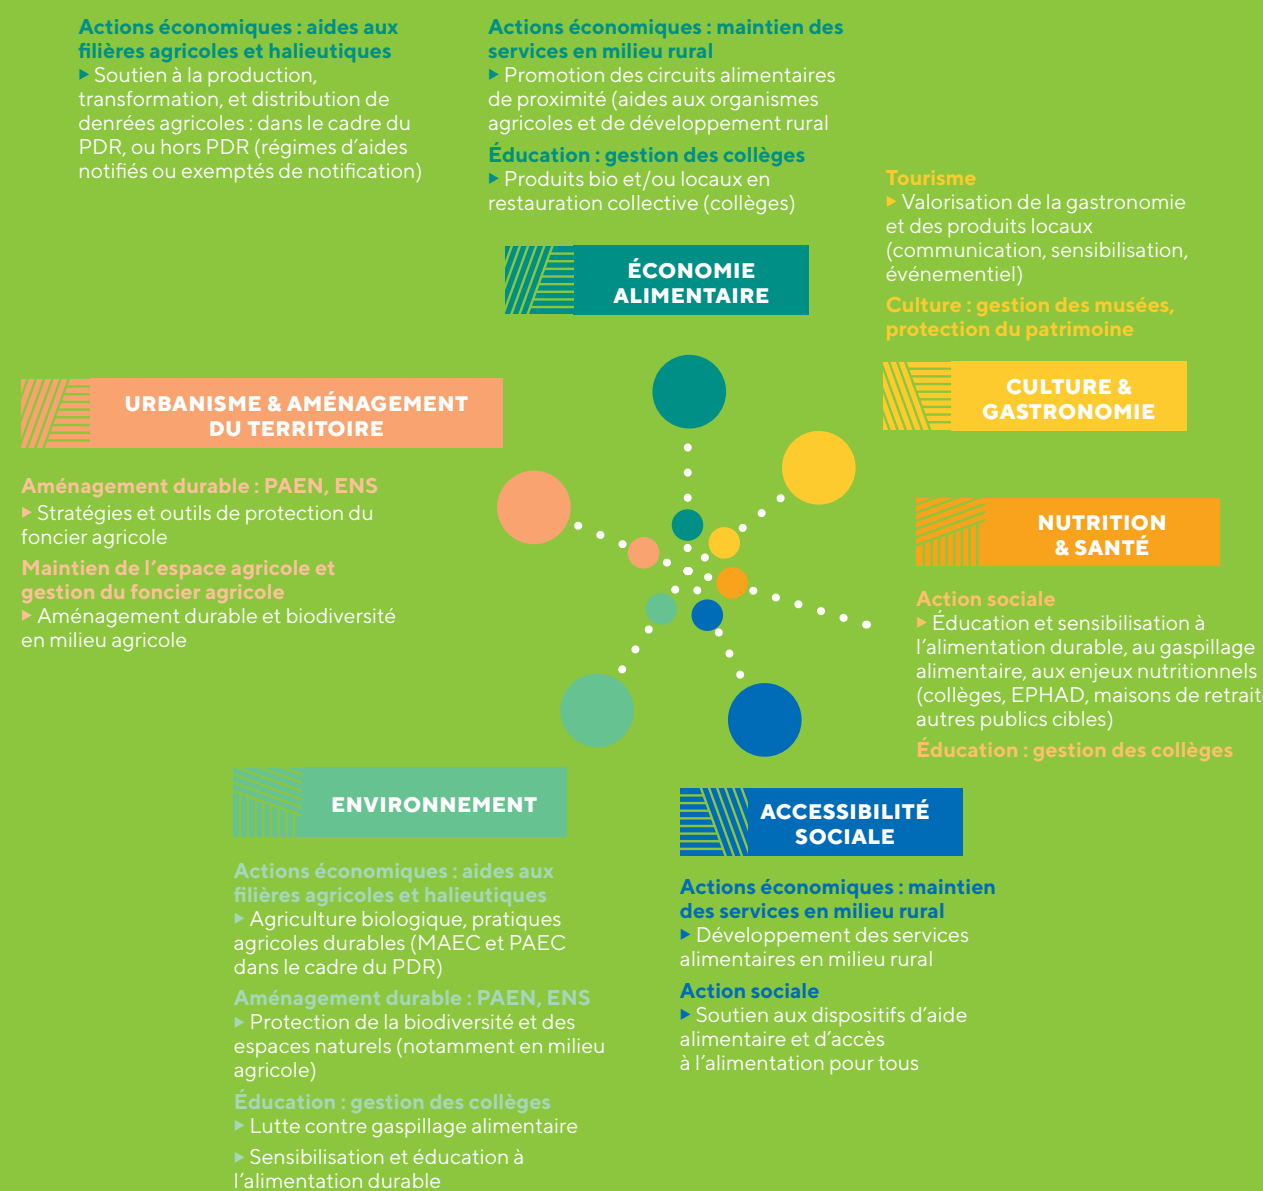 Actions économiques : aides aux
filières agricoles et halieutiques
▶ Soutien à la production,
transformation, et distribution de
denrées agricoles : dans le cadre du
PDR, ou hors PDR (régimes d’aides
notifiés ou exemptés de notification)
Actions économiques : maintien des
services en milieu rural
▶ Promotion des circuits alimentaires
de proximité (aides aux organismes
agricoles et de développement rural
Éducation : gestion des collèges
▶ Produits bio et/ou locaux en
restauration collective (collèges)
ÉCONOMIE
ALIMENTAIRE
Tourisme
▶ Valorisation de la gastronomie
et des produits locaux
(communication, sensibilisation,
événementiel)
Culture : gestion des musées,
protection du patrimoine
CULTURE &
GASTRONOMIE
URBANISME & AMÉNAGEMENT
DU TERRITOIRE
Aménagement durable : PAEN, ENS
▶ Stratégies et outils de protection du
foncier agricole
Maintien de l’espace agricole et
gestion du foncier agricole
▶ Aménagement durable et biodiversité
en milieu agricole
NUTRITION
& SANTÉ
Action sociale
▶ Éducation et sensibilisation à
l’alimentation durable, au gaspillage
alimentaire, aux enjeux nutritionnels
(collèges, EPHAD, maisons de retraite
autres publics cibles)
Éducation : gestion des collèges
ENVIRONNEMENT
Actions économiques : aides aux
filières agricoles et halieutiques
▶ Agriculture biologique, pratiques
agricoles durables (MAEC et PAEC
dans le cadre du PDR)
Aménagement durable : PAEN, ENS
▶ Protection de la biodiversité et des
espaces naturels (notamment en milieu
agricole)
Éducation : gestion des collèges
▶ Lutte contre gaspillage alimentaire
▶ Sensibilisation et éducation à
l’alimentation durable
ACCESSIBILITÉ
SOCIALE
Actions économiques : maintien
des services en milieu rural
▶ Développement des services
alimentaires en milieu rural
Action sociale
▶ Soutien aux dispositifs d’aide
alimentaire et d’accès
à l’alimentation pour tous